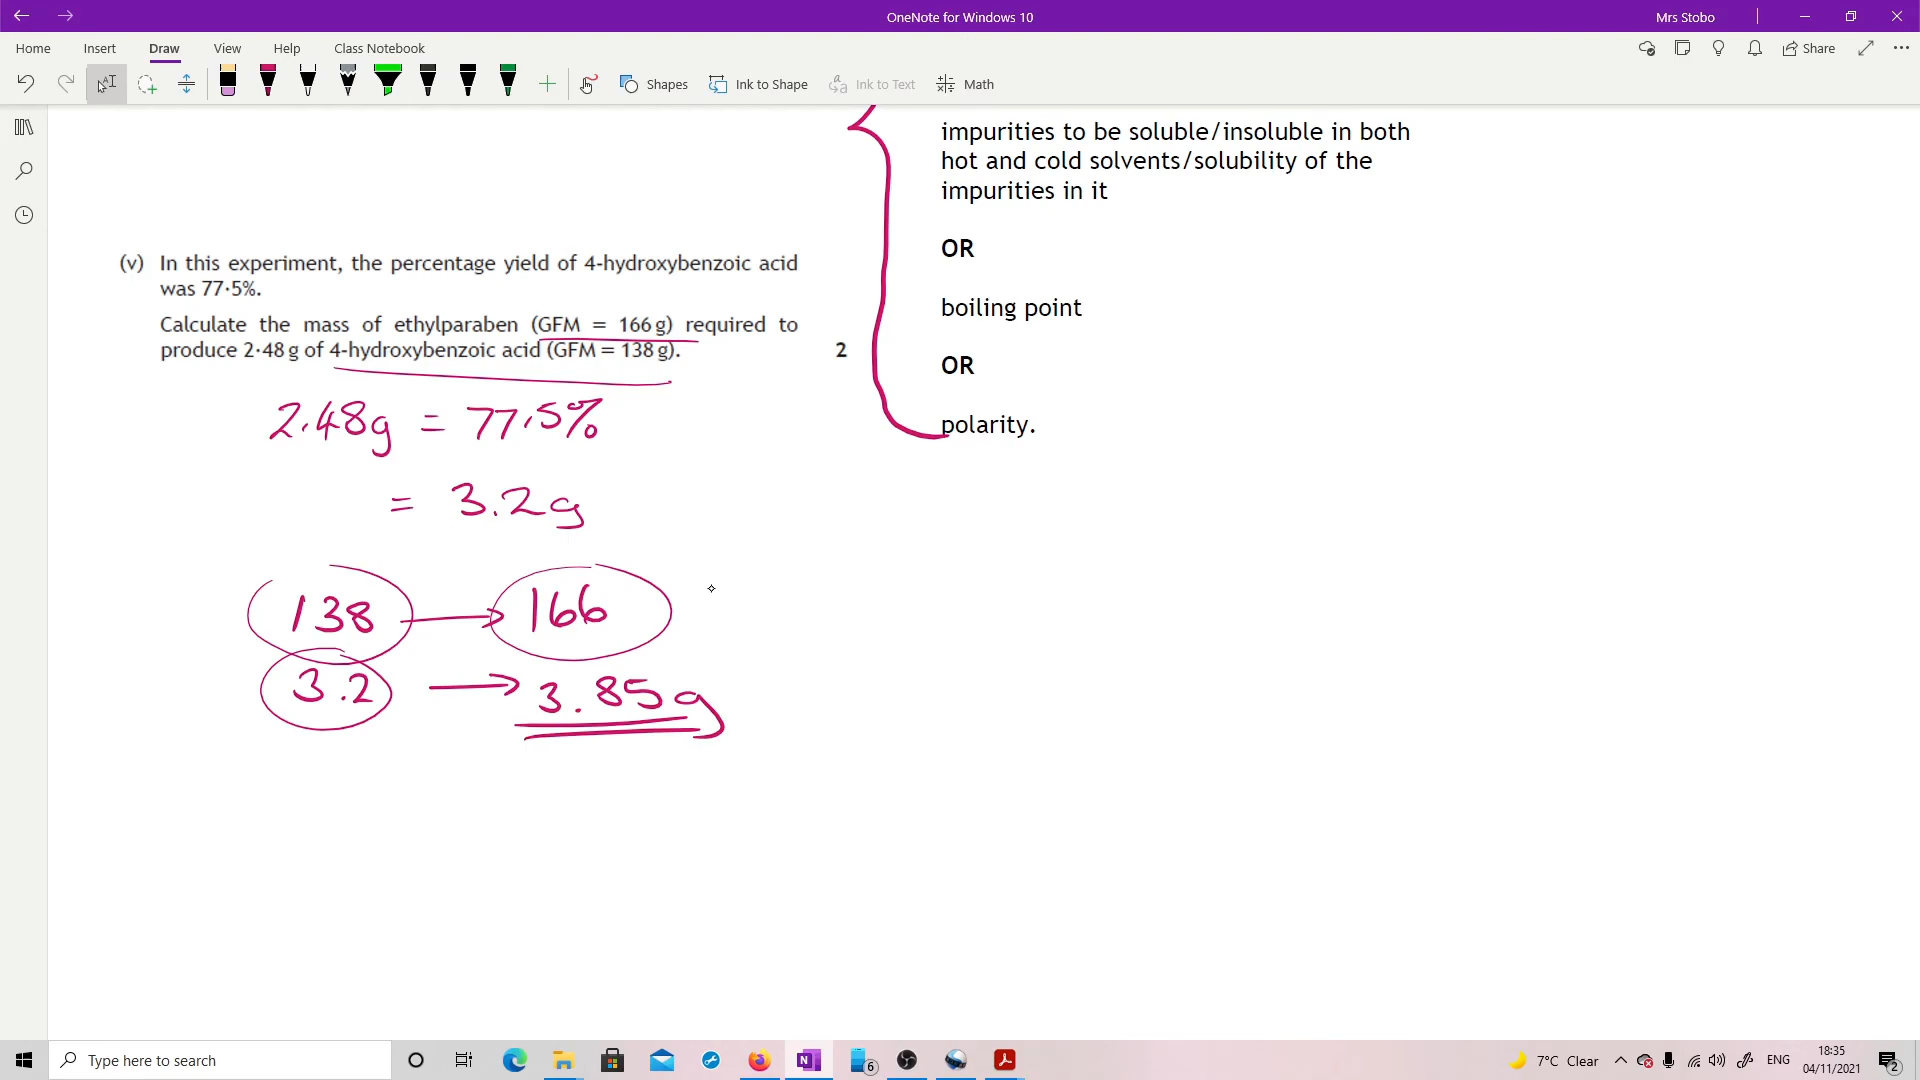 OneNote for Windows 10
Mrs Stobo
Home Insert Draw View Help Class Notebook
Share
Shapes
Ink to Shape
Ink to Text
Math
impurities to be soluble/insoluble in both
hot and cold solvents/solubility of the
impurities in it
OR
boiling point
OR
polarity.
(v) In this experiment, the percentage yield of 4-hydroxybenzoic acid
was 77·5%.
Calculate the mass of ethylparaben (GFM = 166 g) required to
produce 2·48 g of 4-hydroxybenzoic acid (GFM = 138 g).
2
2.48g = 77.5%
= 3.2g
138 → 166
3.2 → 3.85g
Type here to search
6
7°C Clear
ENG
18:35
04/11/2021
2